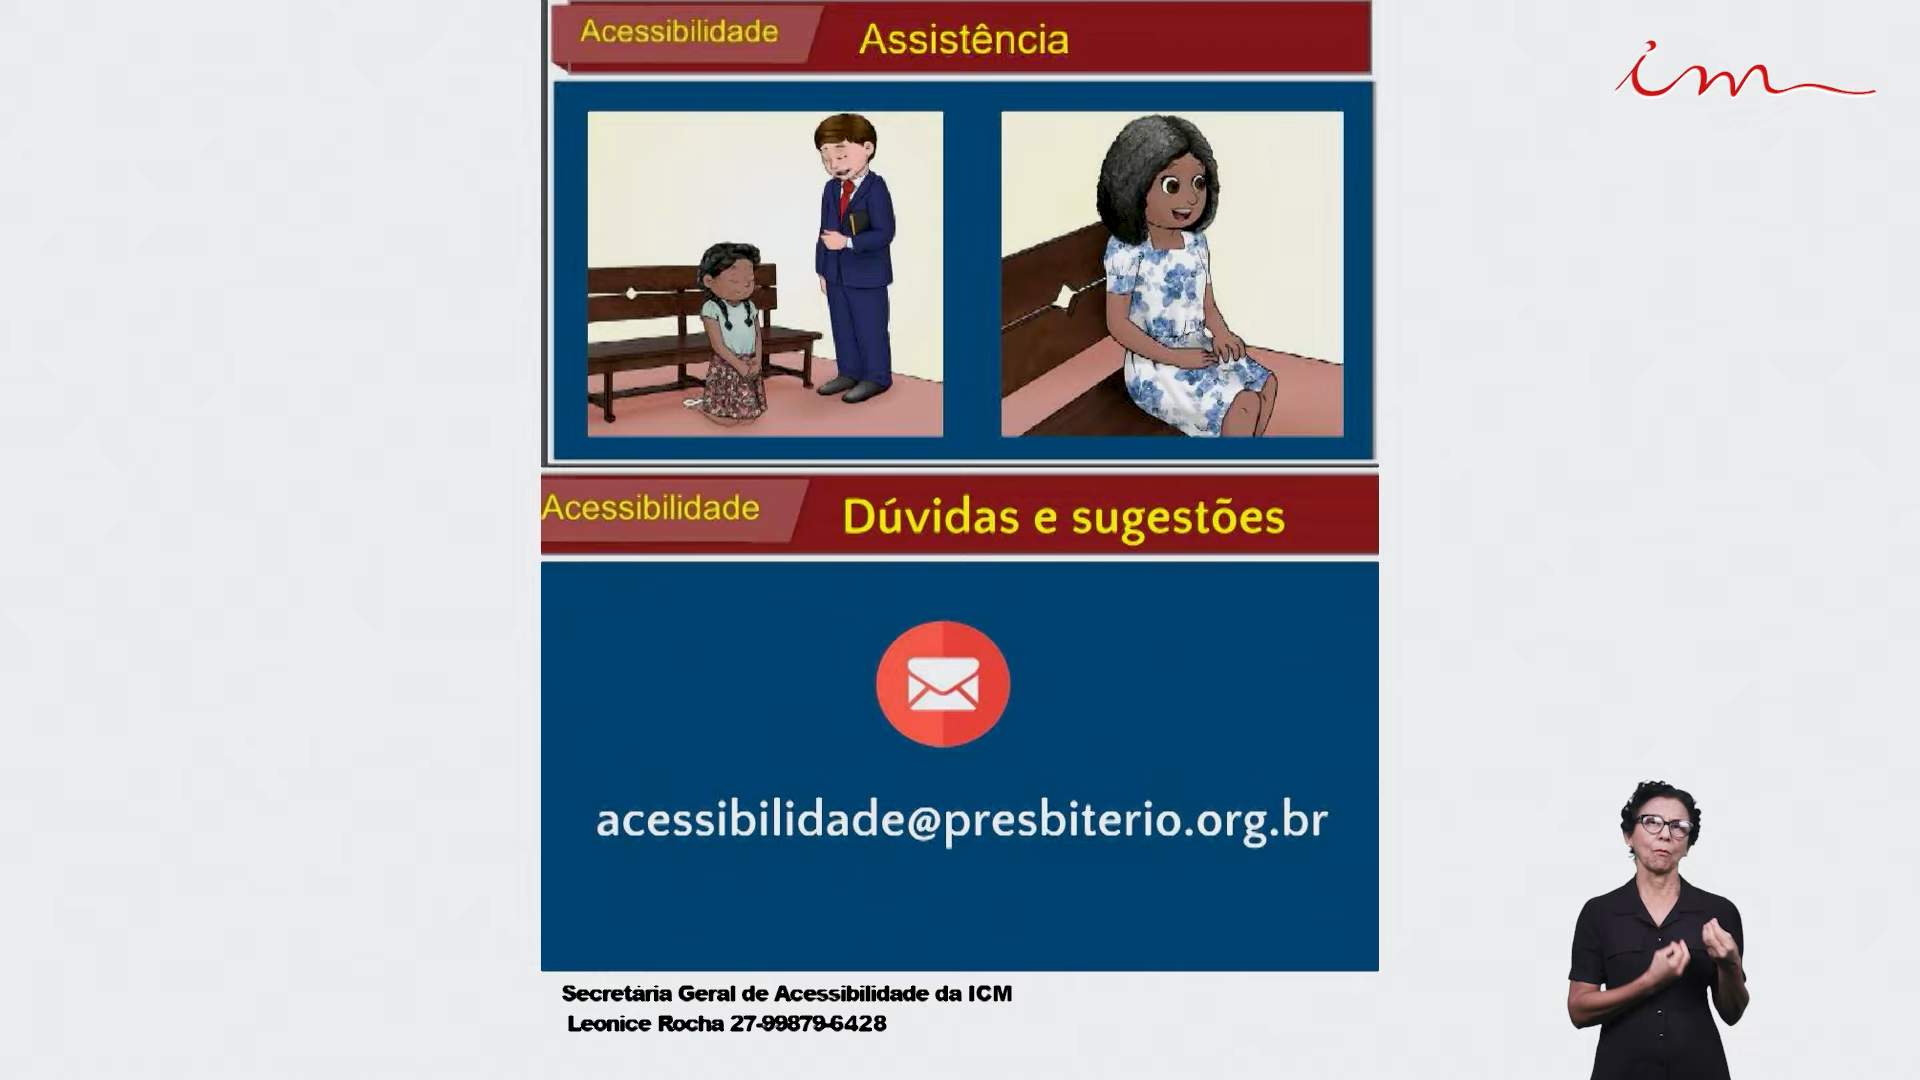 Acessibilidade
Assistência
im
Acessibilidade
Dúvidas e sugestões
acessibilidade@presbiterio.org.br
Secretária Geral de Acessibilidade da ICM
Leonice Rocha 27-99879-6428